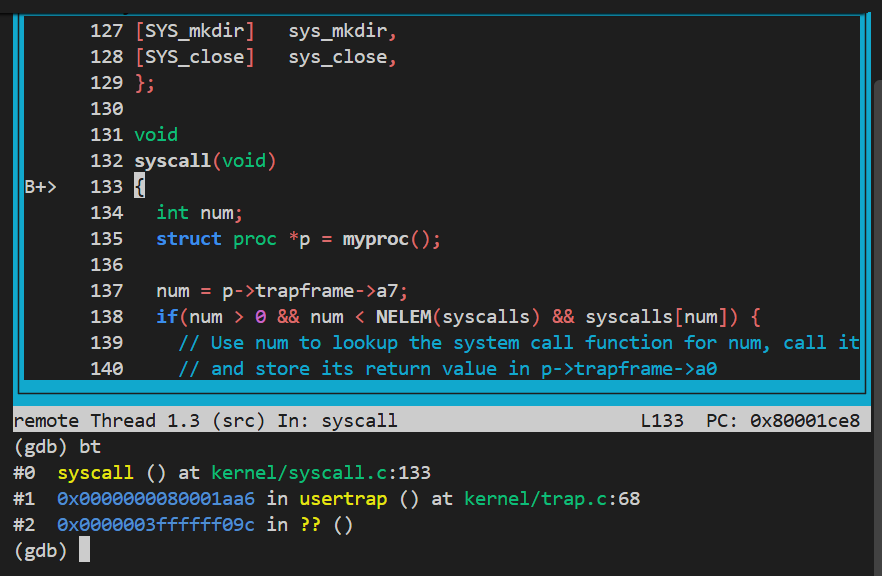 127 [SYS_mkdir]   sys_mkdir,
128 [SYS_close]   sys_close,
129 };
130
131 void
132 syscall(void)
B+> 133 {
134   int num;
135   struct proc *p = myproc();
136
137   num = p->trapframe->a7;
138   if(num > 0 && num < NELEM(syscalls) && syscalls[num]) {
139     // Use num to lookup the system call function for num, call it
140     // and store its return value in p->trapframe->a0
remote Thread 1.3 (src) In: syscall L133 PC: 0x80001ce8
(gdb) bt
#0  syscall () at kernel/syscall.c:133
#1  0x0000000080001aa6 in usertrap () at kernel/trap.c:68
#2  0x0000003ffffff09c in ?? ()
(gdb)